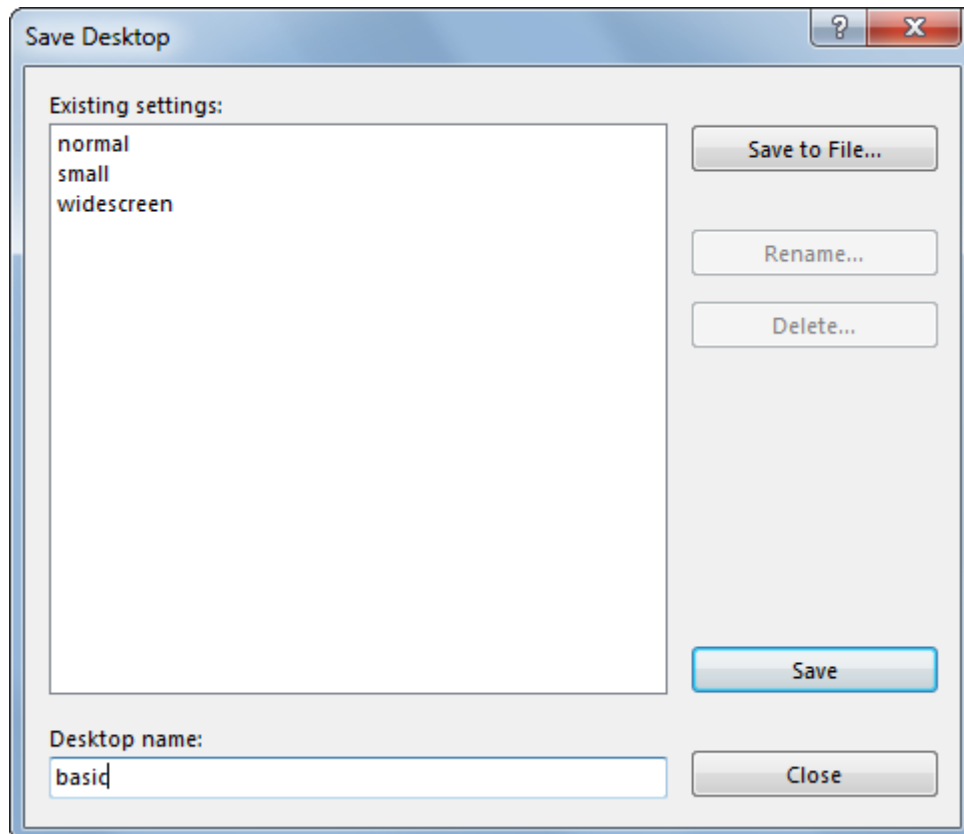 Save Desktop
Existing settings:
normal
small
widescreen
Save to File...
Rename...
Delete...
Save
Desktop name:
basic
Close